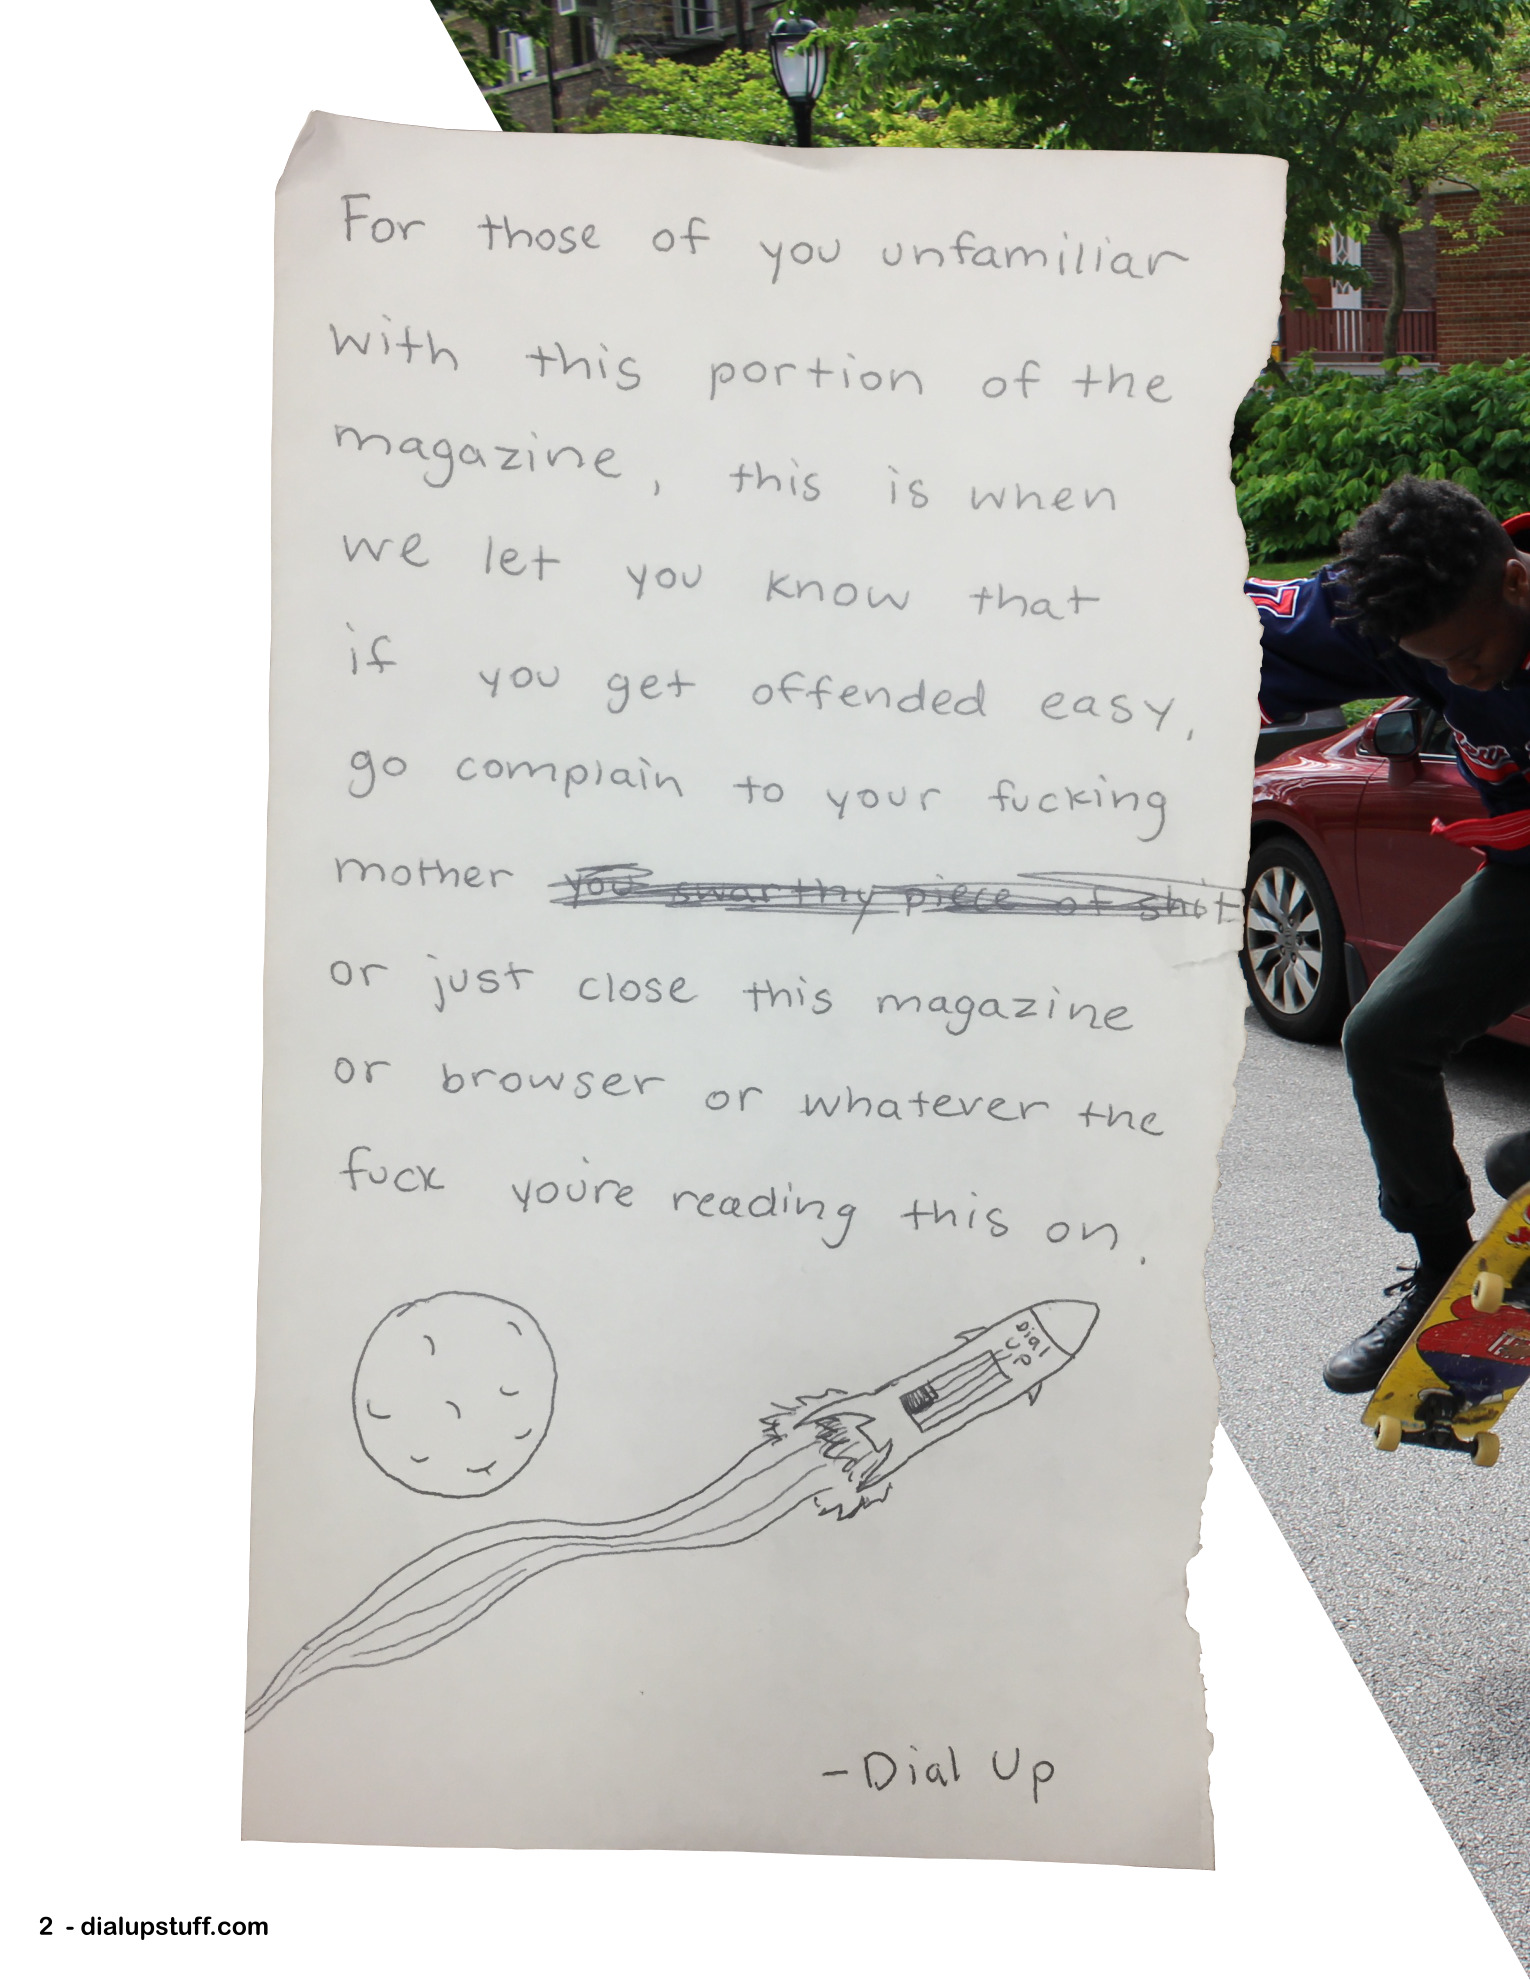 For those of you unfamiliar
with this portion of the
magazine, this is when
we let you know that
if you get offended easy,
go complain to your fucking
mother you swarthy piece of shit
or just close this magazine
or browser or whatever the
fuck you're reading this on.
Dial
Up
-Dial Up
2 - dialupstuff.com